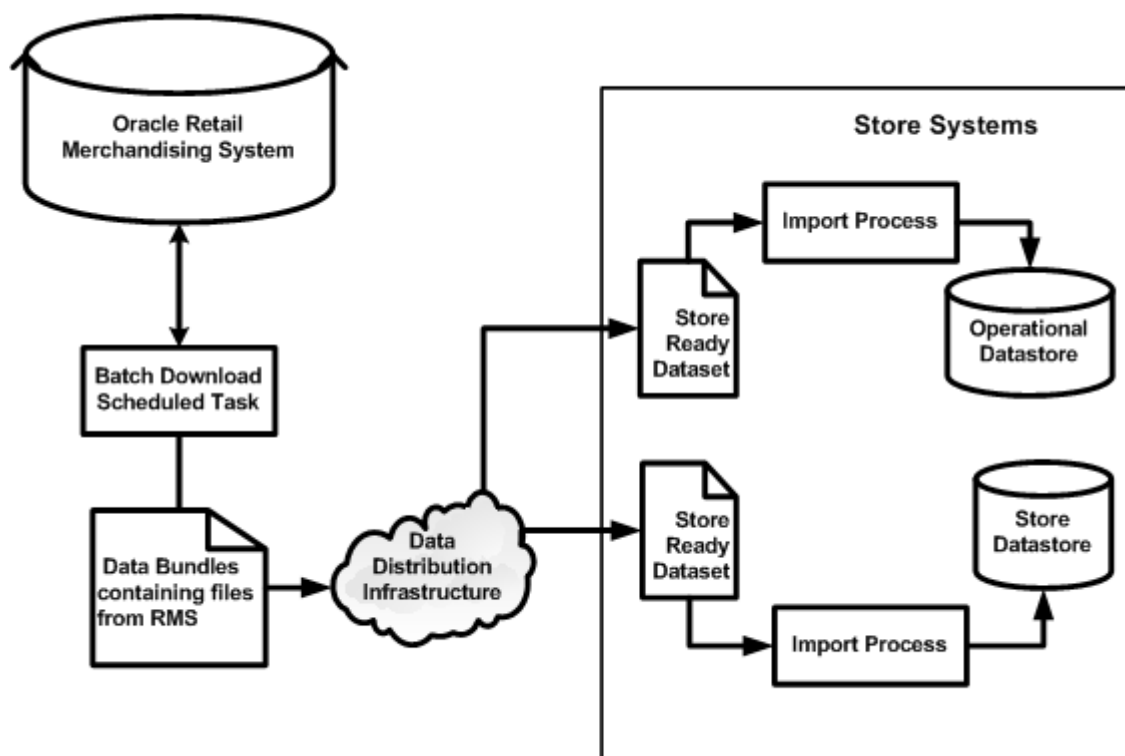 Oracle Retail
Merchandising System
Batch Download
Scheduled Task
Data Bundles
containing files
from RMS
Data
Distribution
Infrastructure
Store Systems
Import Process
Store
Ready
Dataset
Operational
Datastore
Store
Ready
Dataset
Store
Datastore
Import Process